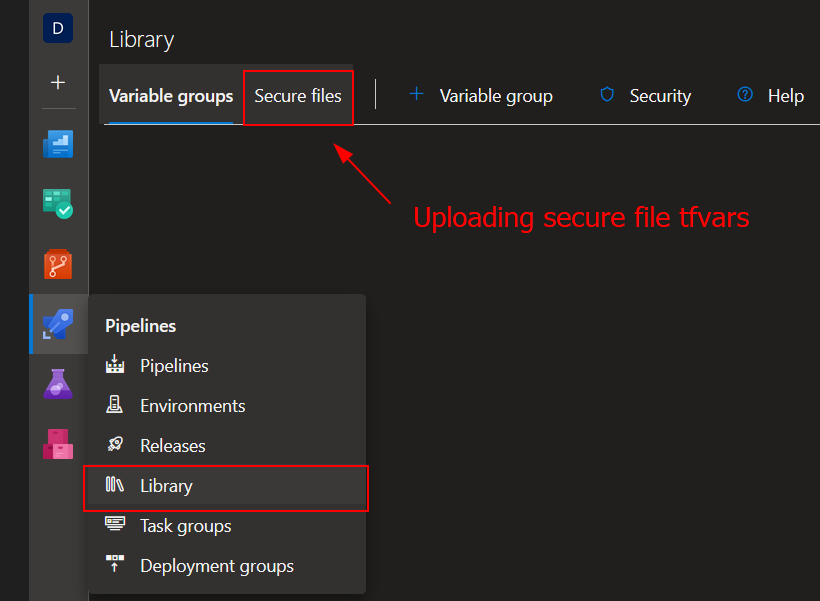 D
Library
Variable groups Secure files Variable group Security Help
Uploading secure file tfvars
Pipelines
Pipelines
Environments
Releases
Library
Task groups
Deployment groups